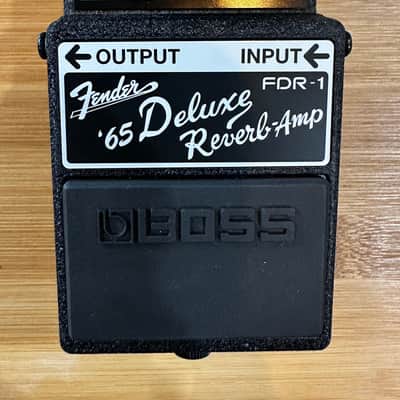 ←OUTPUT INPUT←
Fender FDR-1
'65 Deluxe
Reverb-Amp
BOSS